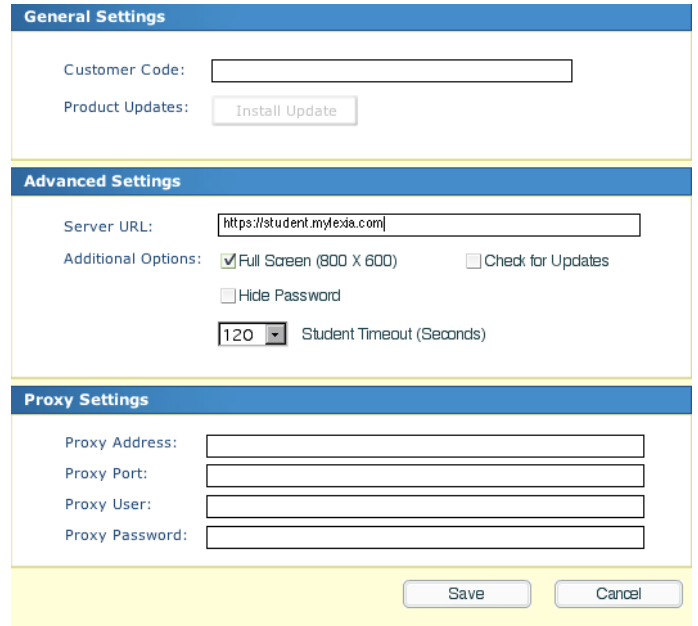 General Settings
Customer Code:
Product Updates: Install Update
Advanced Settings
Server URL: https://student.mylexia.com
Additional Options: Full Screen (800 X 600) Check for Updates
Hide Password
120 Student Timeout (Seconds)
Proxy Settings
Proxy Address:
Proxy Port:
Proxy User:
Proxy Password:
Save Cancel